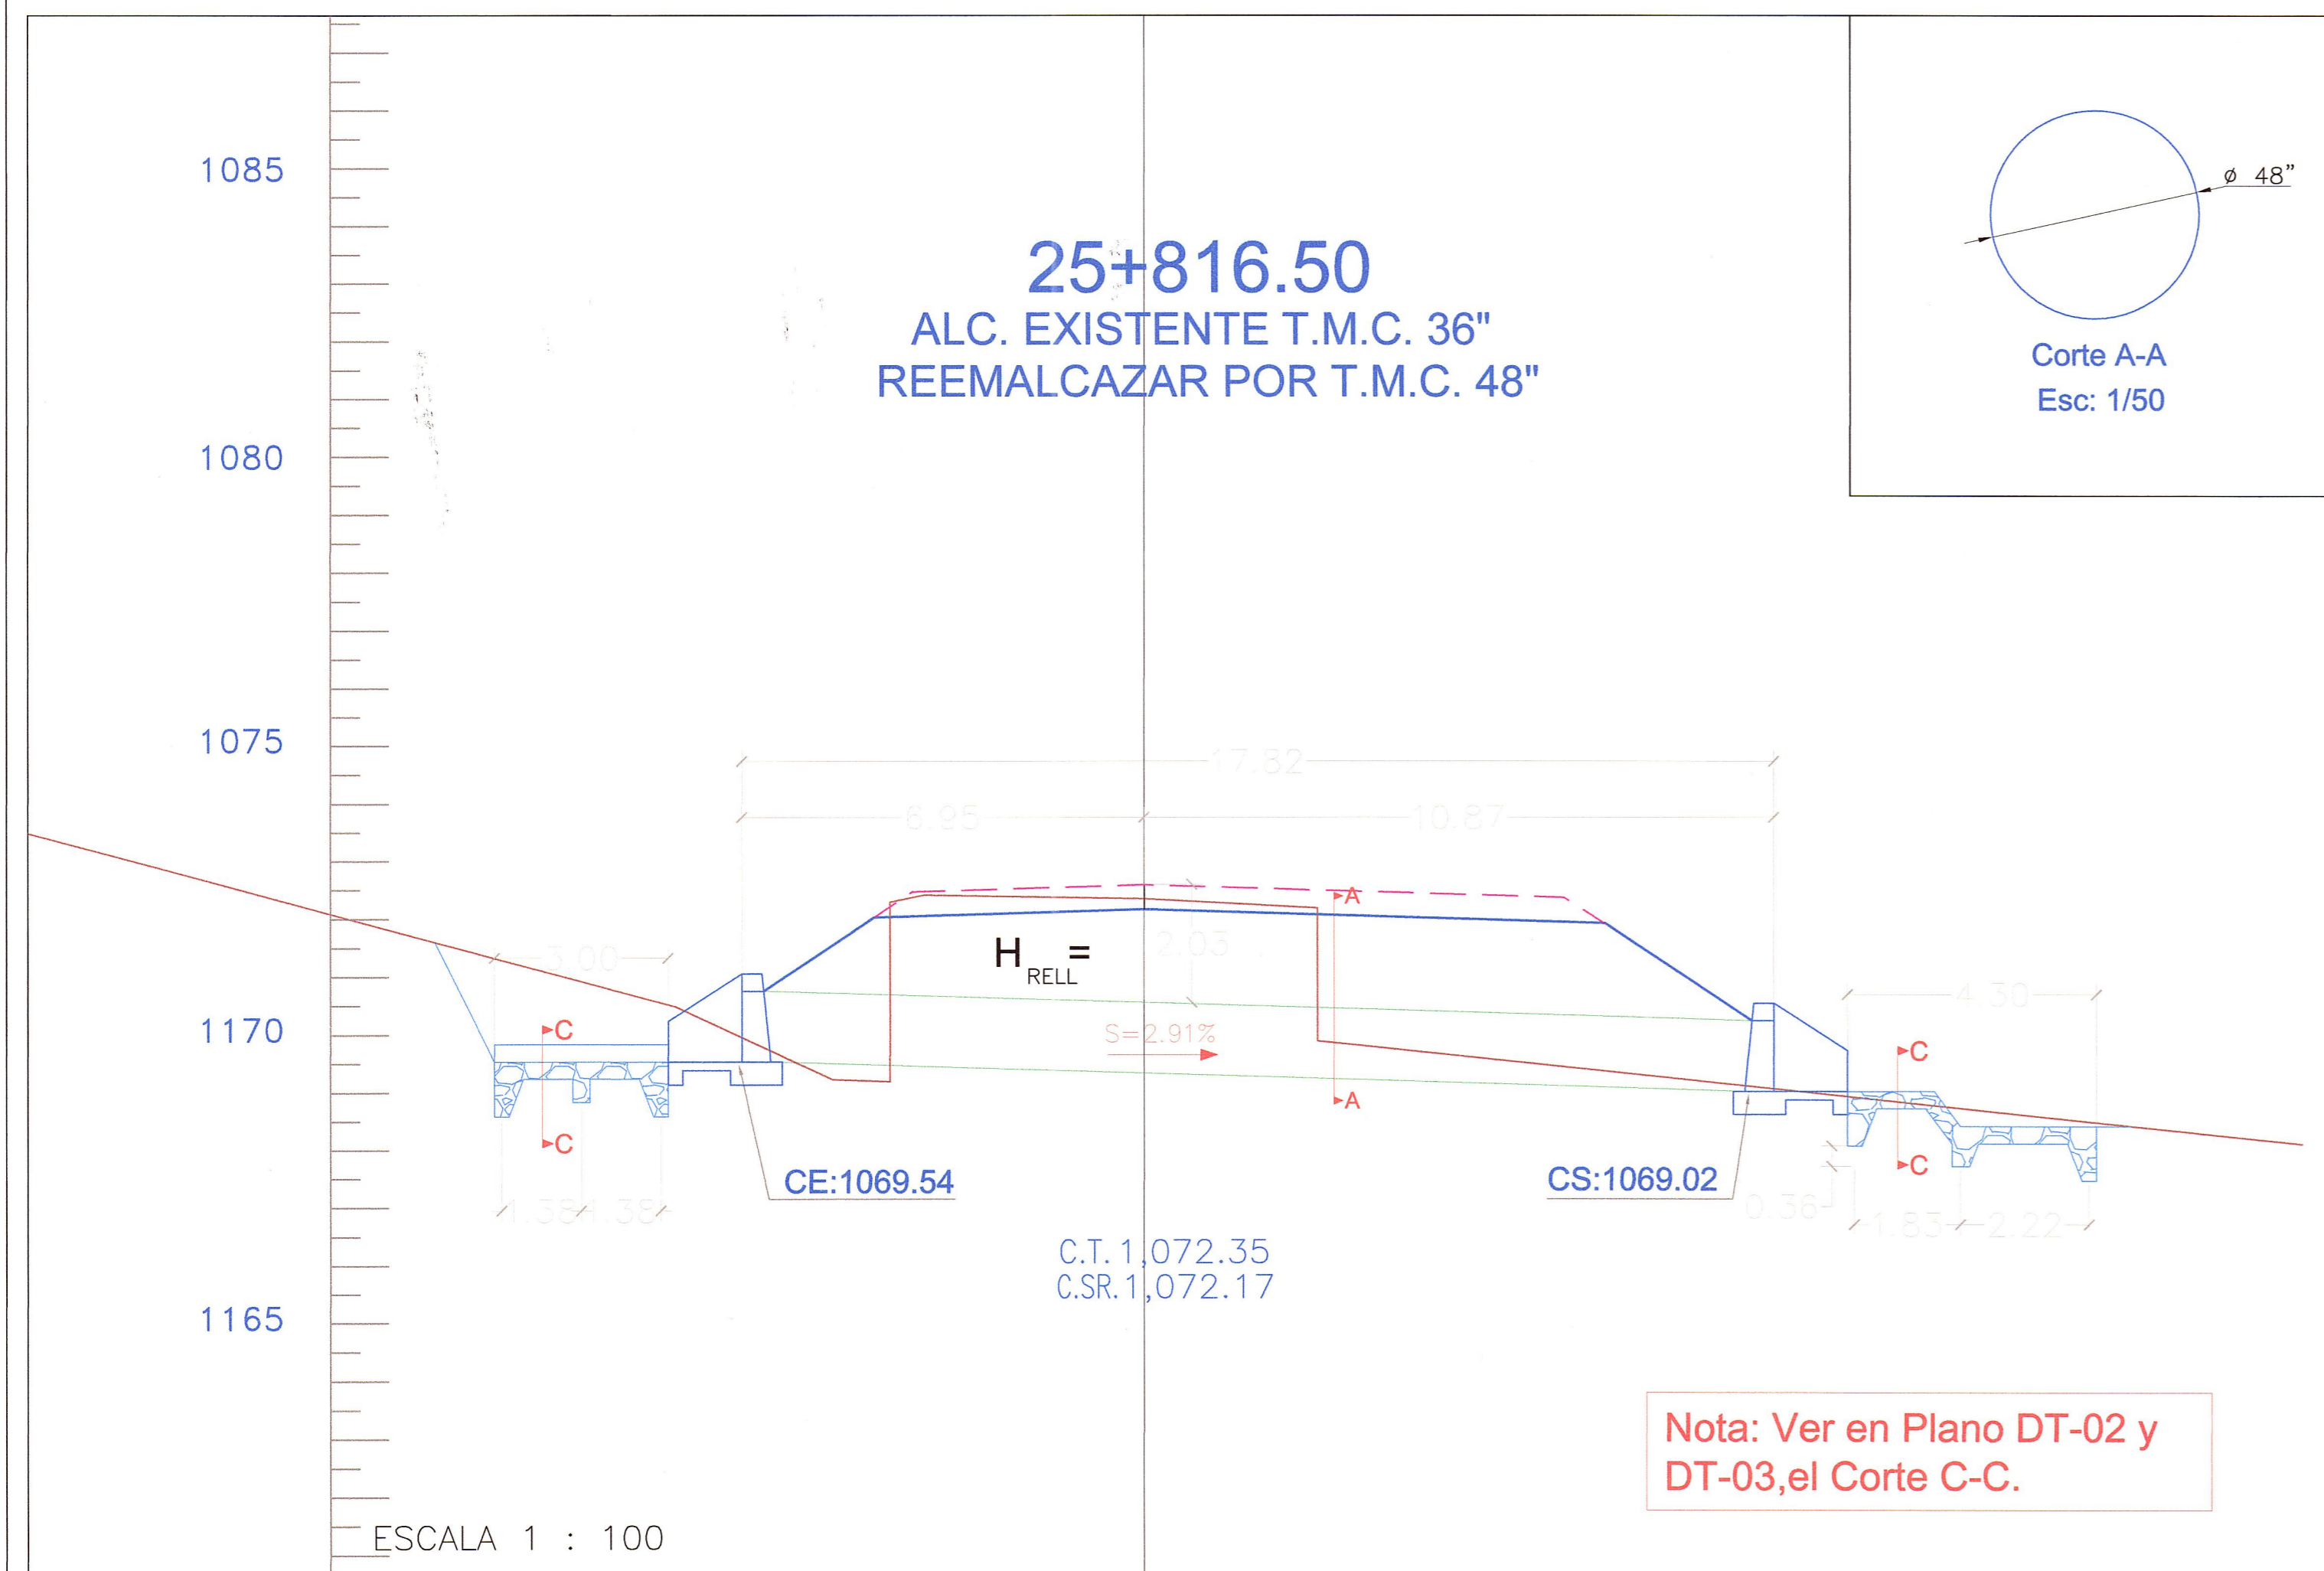 1085
1080
1075
1170
1165
25+816.50
ALC. EXISTENTE T.M.C. 36"
REEMALCAZAR POR T.M.C. 48"
ø 48"
Corte A-A
Esc: 1/50
17.82
6.95
10.87
3.00
H RELL =
2.03
A
A
4.30
S=2.91%
C
C
C
C
CE:1069.54
CS:1069.02
1.38
1.38
0.36
1.83
2.22
C.T. 1,072.35
C.SR.1,072.17
Nota: Ver en Plano DT-02 y
DT-03,el Corte C-C.
ESCALA 1 : 100